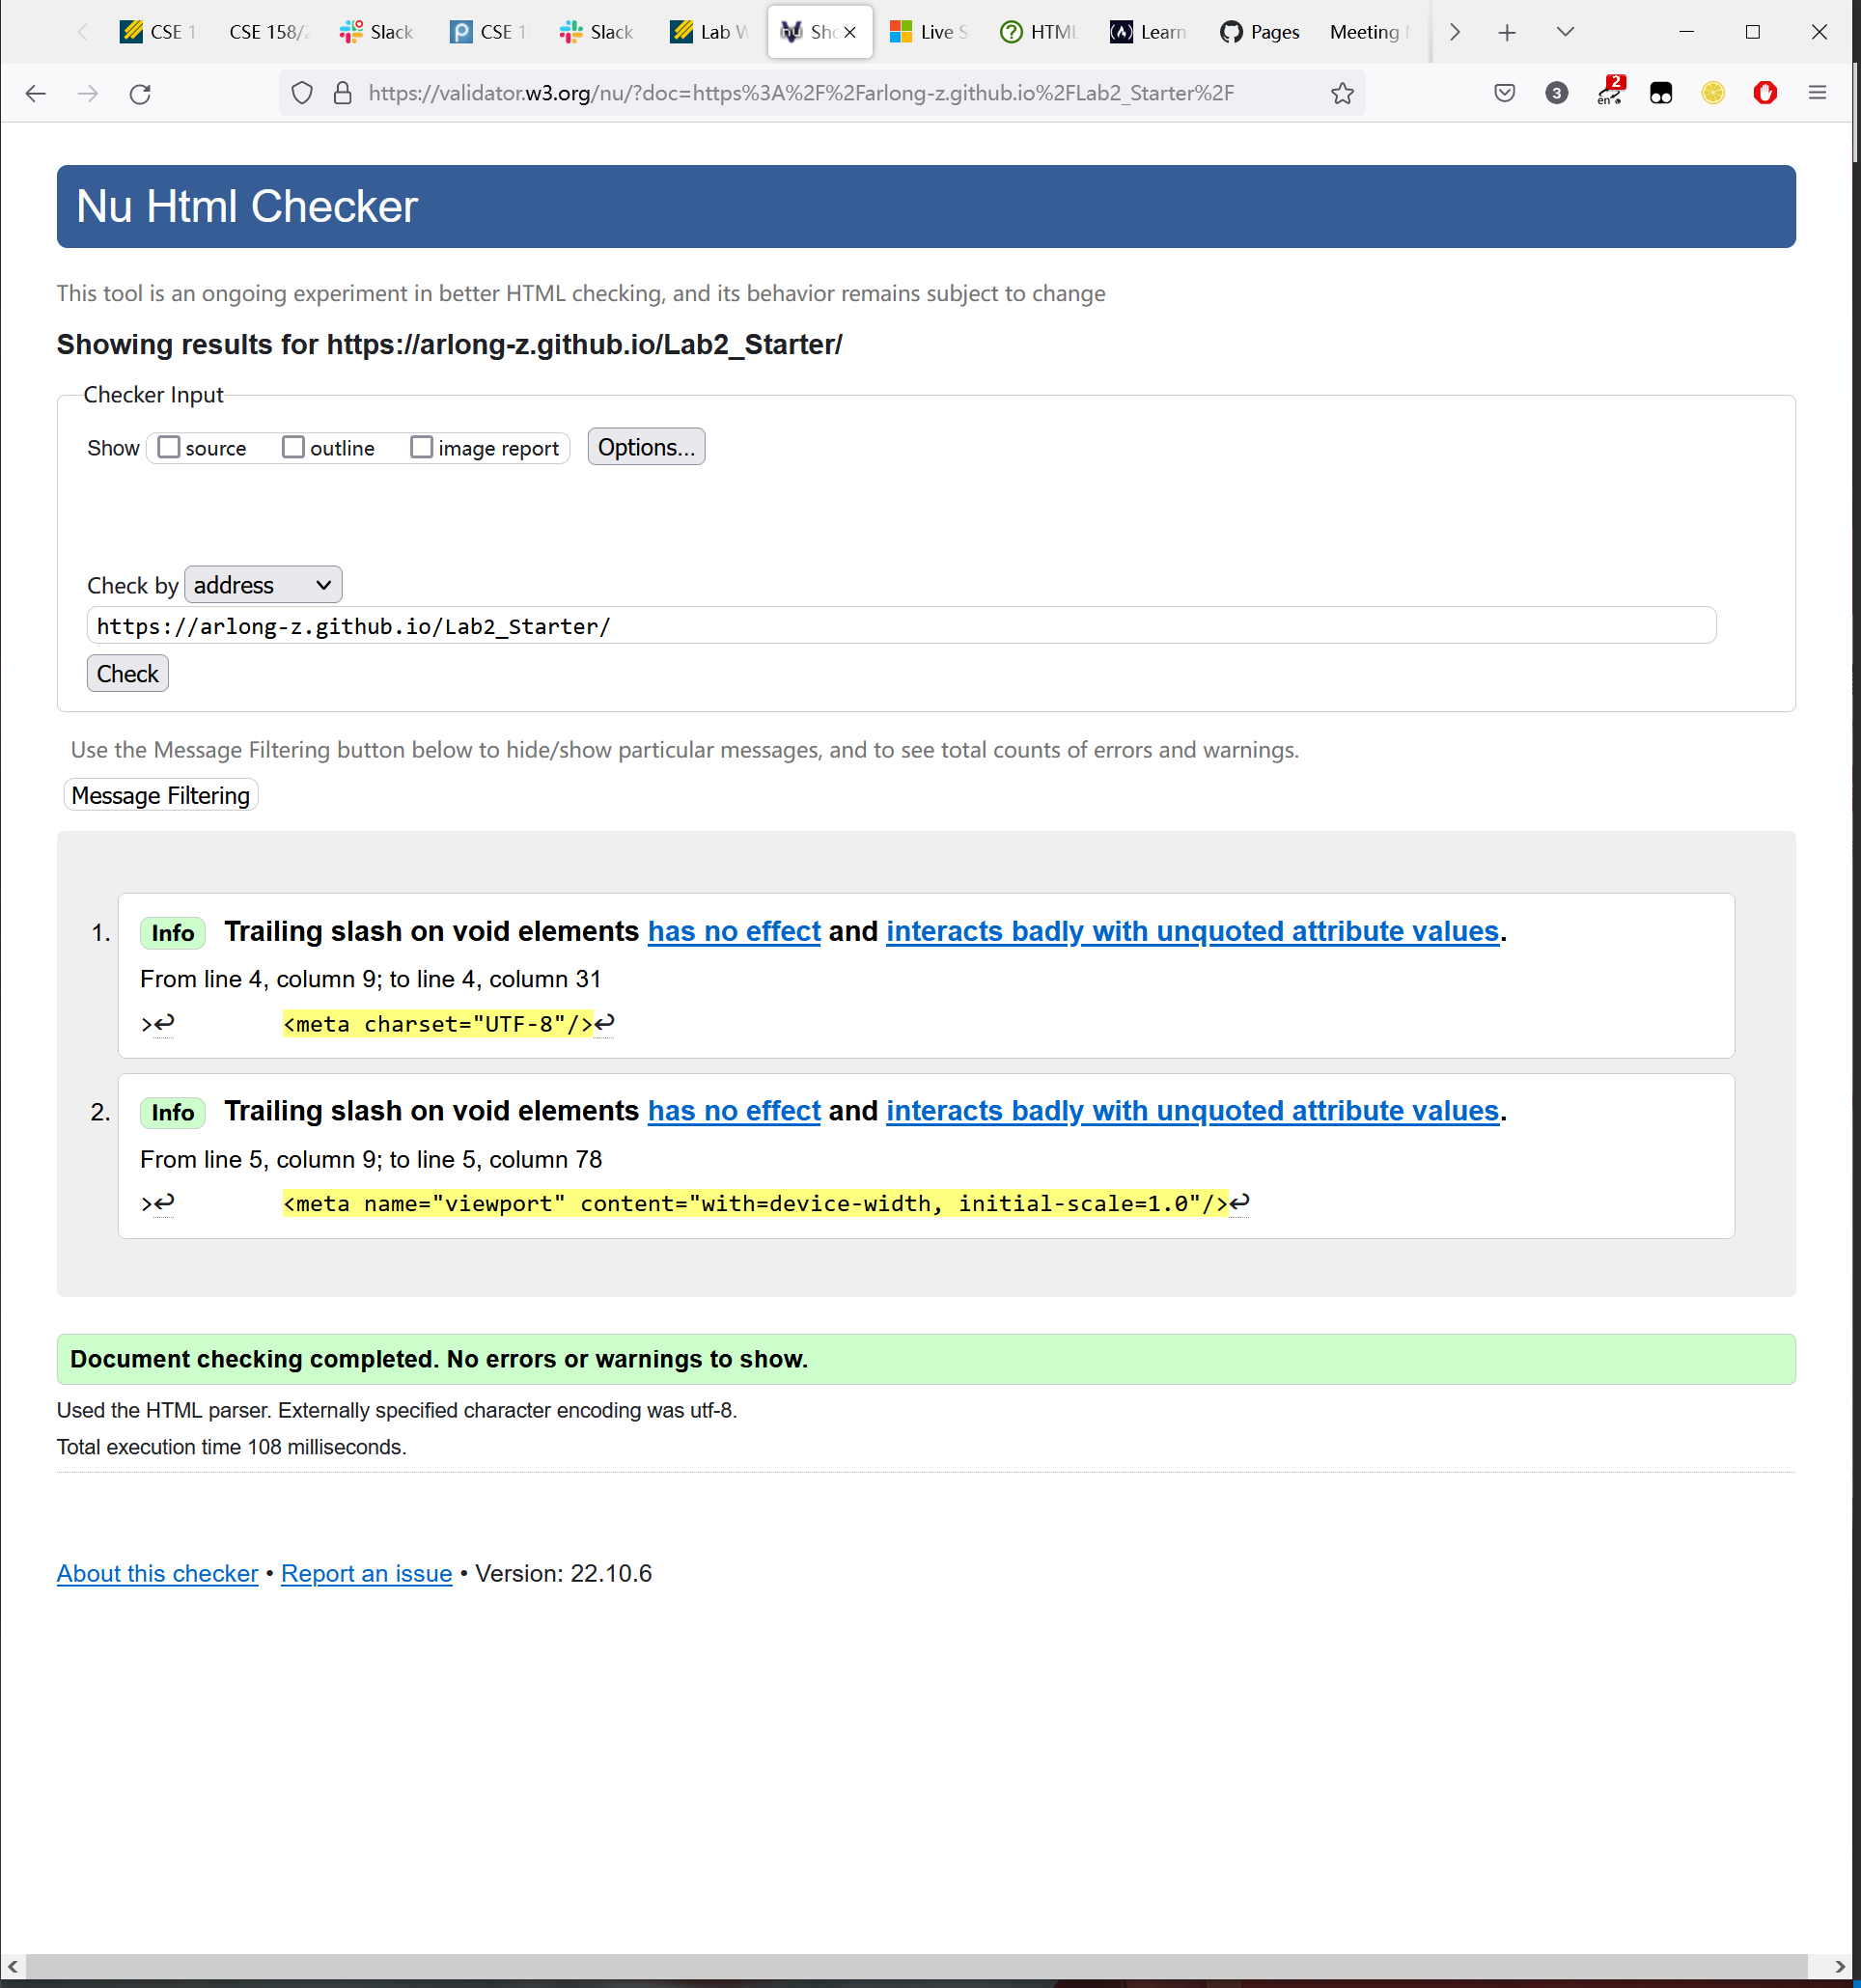 CSE 1
CSE 158/
Slack
CSE 1
Slack
Lab W
Sho
Live S
HTML
Learn
Pages
Meeting
https://validator.w3.org/nu/?doc=https%3A%2F%2Farlong-z.github.io%2FLab2_Starter%2F
3
en
2
Nu Html Checker
This tool is an ongoing experiment in better HTML checking, and its behavior remains subject to change
Showing results for https://arlong-z.github.io/Lab2_Starter/
Checker Input
Show source outline image report Options...
Check by address
https://arlong-z.github.io/Lab2_Starter/
Check
Use the Message Filtering button below to hide/show particular messages, and to see total counts of errors and warnings.
Message Filtering
1. Info Trailing slash on void elements has no effect and interacts badly with unquoted attribute values.
From line 4, column 9; to line 4, column 31
>↩ <meta charset="UTF-8"/>↩
2. Info Trailing slash on void elements has no effect and interacts badly with unquoted attribute values.
From line 5, column 9; to line 5, column 78
>↩ <meta name="viewport" content="with=device-width, initial-scale=1.0"/>↩
Document checking completed. No errors or warnings to show.
Used the HTML parser. Externally specified character encoding was utf-8.
Total execution time 108 milliseconds.
About this checker • Report an issue • Version: 22.10.6